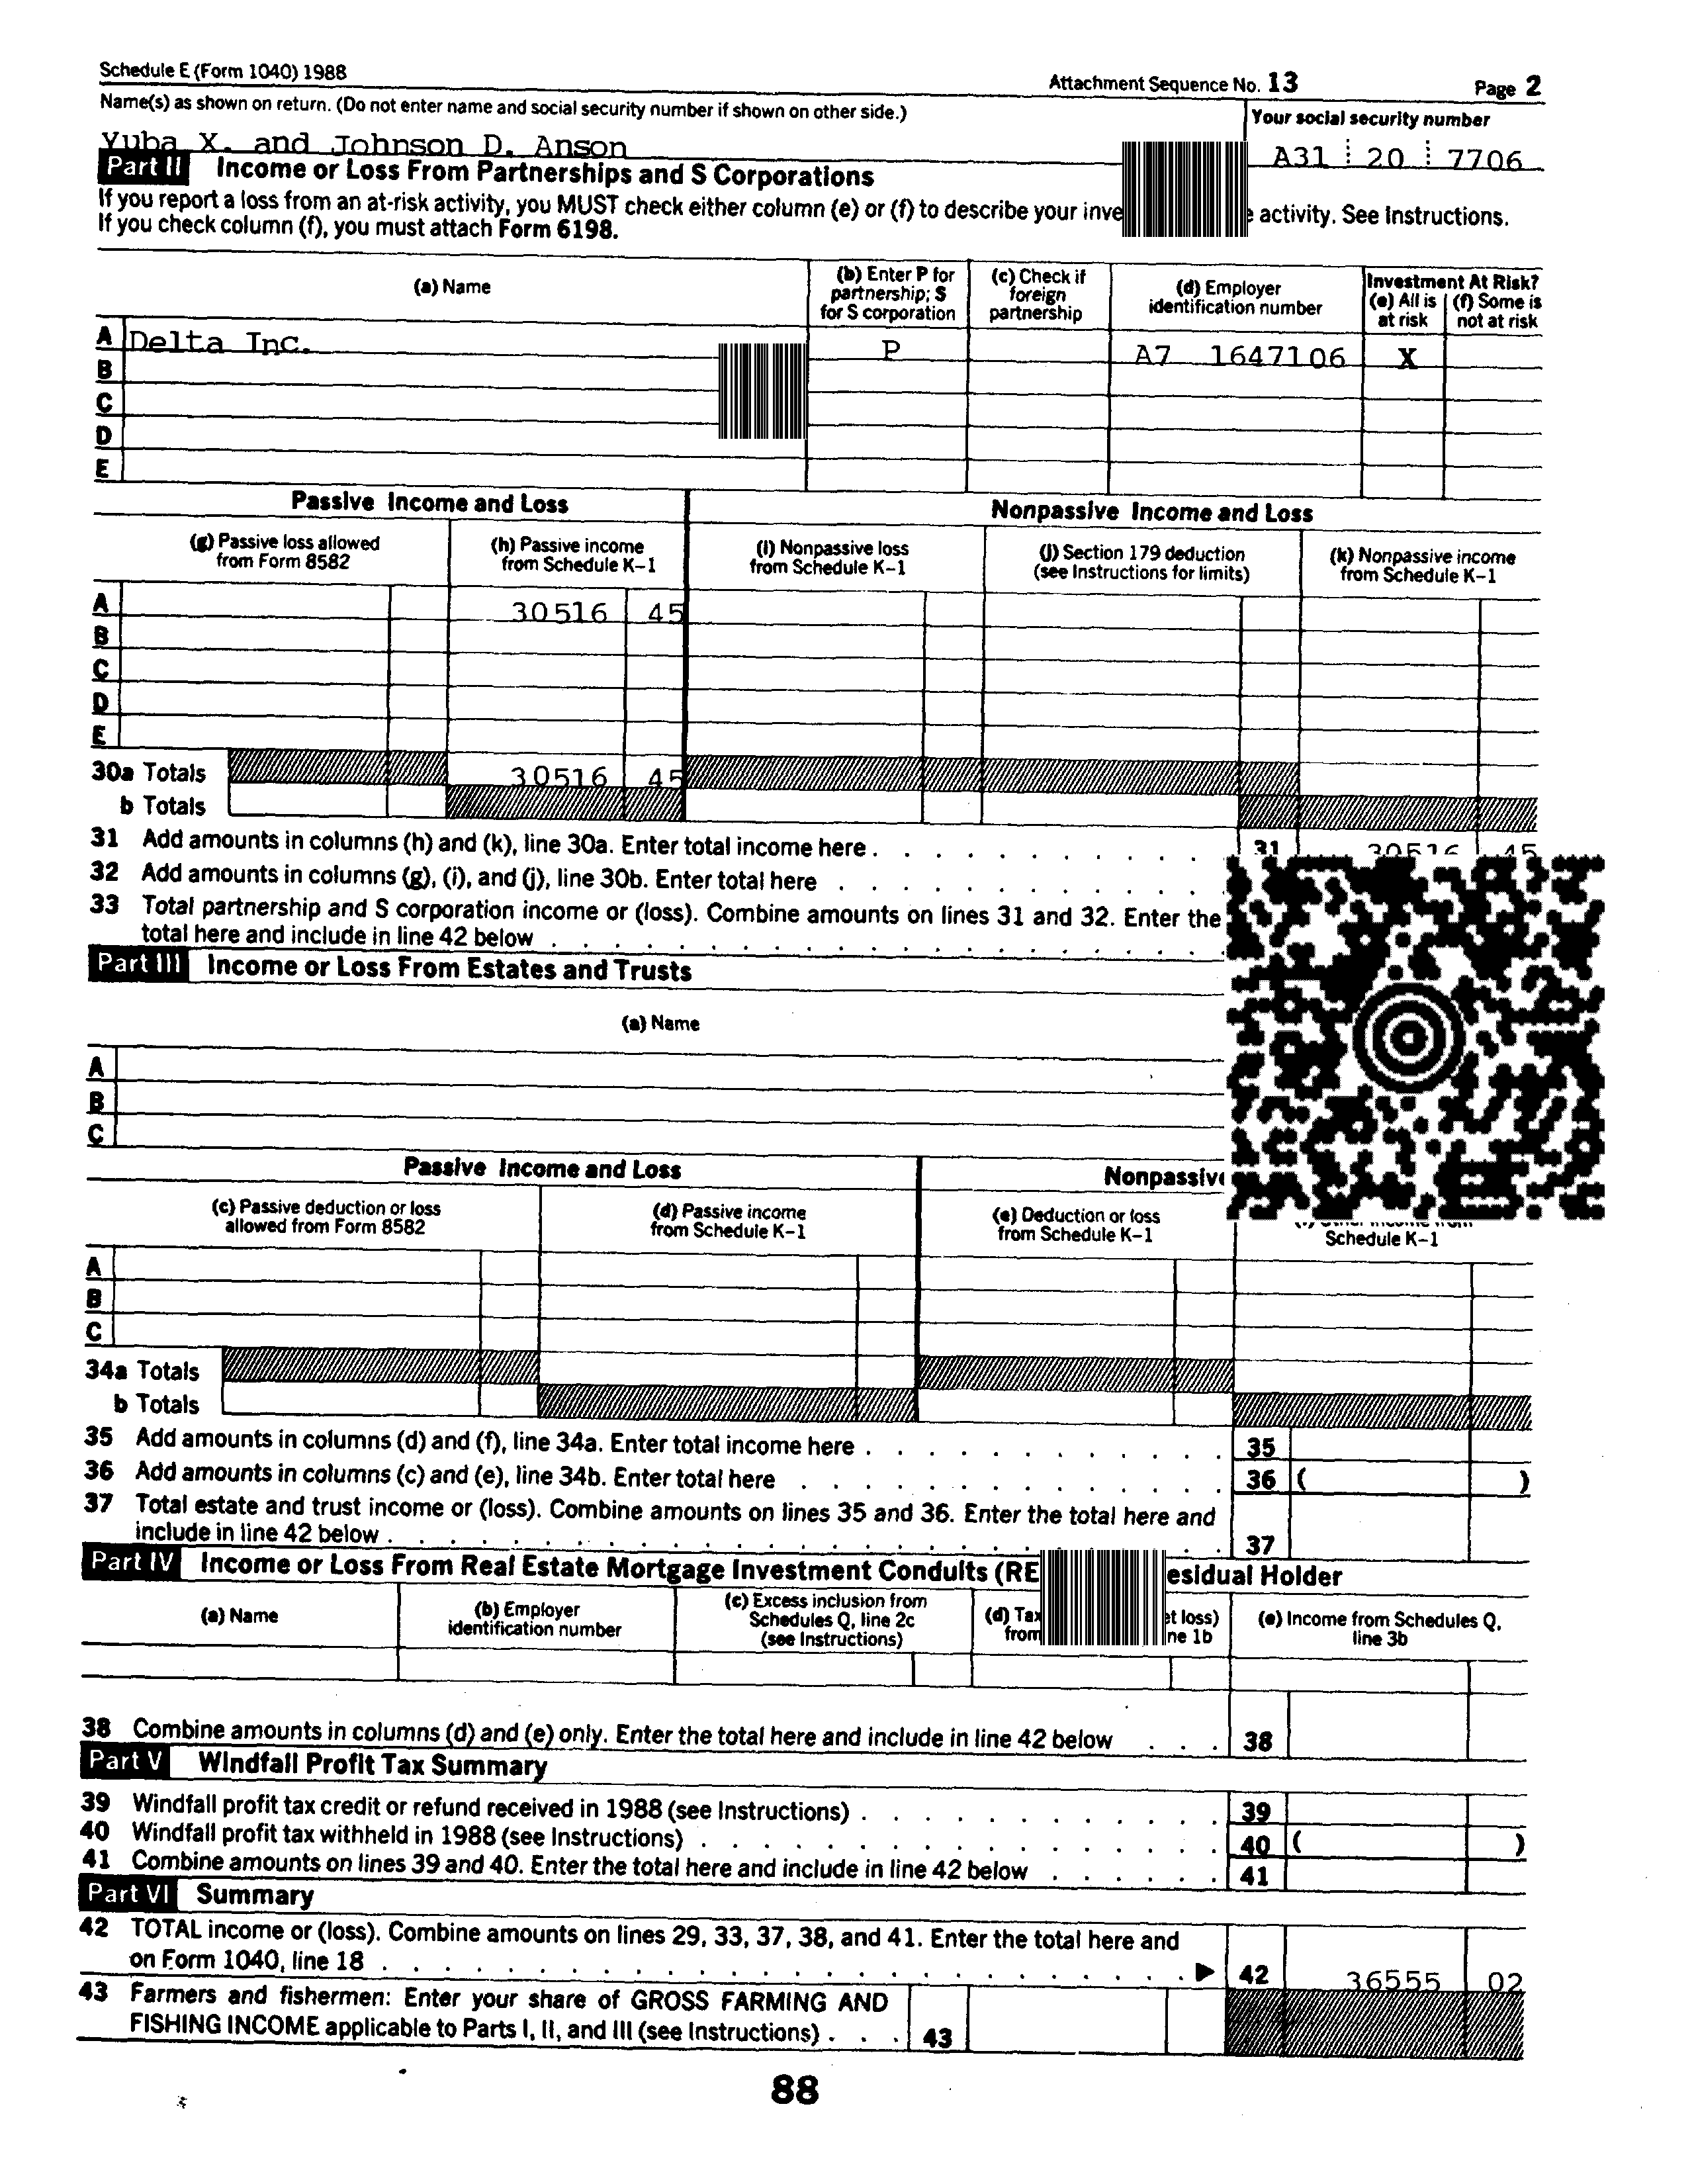 Schedule E (Form 1040) 1988 Attachment Sequence No. 13 Page 2
Name(s) as shown on return. (Do not enter name and social security number if shown on other side.) Your social security number
Yuba X. and Johnson D. Anson A31 20 7706
Part II Income or Loss From Partnerships and S Corporations
If you report a loss from an at-risk activity, you MUST check either column (e) or (f) to describe your activity. See Instructions.
If you check column (f), you must attach Form 6198.
(a) Name (b) Enter P for partnership; S for S corporation (c) Check if foreign partnership (d) Employer identification number Investment At Risk? (e) All is at risk (f) Some is not at risk
A Delta Inc. P A7 1647106 X
B
C
D
E
Passive Income and Loss Nonpassive Income and Loss
(g) Passive loss allowed from Form 8582 (h) Passive income from Schedule K-1 (i) Nonpassive loss from Schedule K-1 (j) Section 179 deduction (see Instructions for limits) (k) Nonpassive income from Schedule K-1
A 30516 45
B
C
D
E
30a Totals 30516 45
b Totals
31 Add amounts in columns (h) and (k), line 30a. Enter total income here . 31 30516 45
32 Add amounts in columns (g), (i), and (j), line 30b. Enter total here
33 Total partnership and S corporation income or (loss). Combine amounts on lines 31 and 32. Enter the
total here and include in line 42 below
Part III Income or Loss From Estates and Trusts
(a) Name
A
B
C
Passive Income and Loss Nonpassive
(c) Passive deduction or loss allowed from Form 8582 (d) Passive income from Schedule K-1 (e) Deduction or loss from Schedule K-1 Schedule K-1
A
B
C
34a Totals
b Totals
35 Add amounts in columns (d) and (f), line 34a. Enter total income here . 35
36 Add amounts in columns (c) and (e), line 34b. Enter total here 36 ( )
37 Total estate and trust income or (loss). Combine amounts on lines 35 and 36. Enter the total here and
include in line 42 below . 37
Part IV Income or Loss From Real Estate Mortgage Investment Conduits Holder
(a) Name (b) Employer identification number (c) Excess inclusion from Schedules Q, line 2c (see Instructions) (d) from loss) 1b (e) Income from Schedules Q, line 3b
38 Combine amounts in columns (d) and (e) only. Enter the total here and include in line 42 below . . . 38
Part V Windfall Profit Tax Summary
39 Windfall profit tax credit or refund received in 1988 (see Instructions) . 39
40 Windfall profit tax withheld in 1988 (see Instructions) . 40 ( )
41 Combine amounts on lines 39 and 40. Enter the total here and include in line 42 below . 41
Part VI Summary
42 TOTAL income or (loss). Combine amounts on lines 29, 33, 37, 38, and 41. Enter the total here and
on Form 1040, line 18 . ▶ 42 36555 02
43 Farmers and fishermen: Enter your share of GROSS FARMING AND
FISHING INCOME applicable to Parts I, II, and III (see Instructions) . . . 43
88